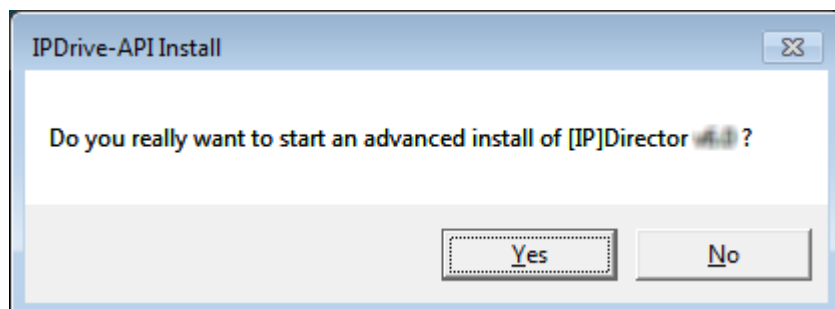 IPDrive-API Install
Do you really want to start an advanced install of [IP]Director ?
Yes
No